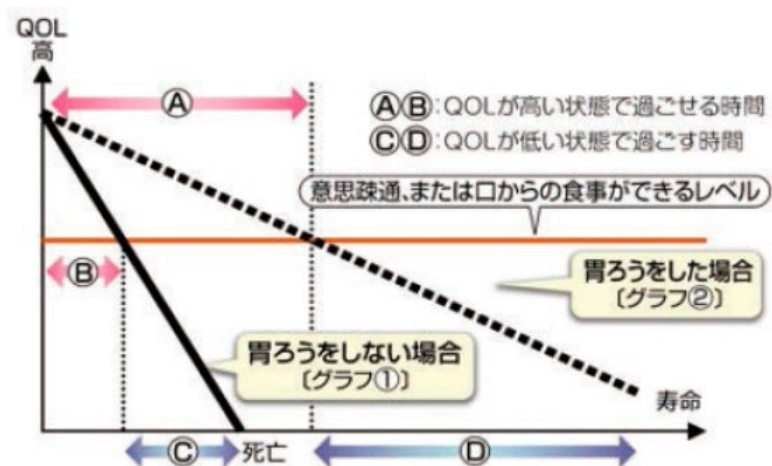 QOL
高
Ⓐ
ⒶⒷ:QOLが高い状態で過ごせる時間
ⒸⒹ:QOLが低い状態で過ごす時間
意思疎通、または口からの食事ができるレベル
Ⓑ
胃ろうをした場合
〔グラフ②〕
胃ろうをしない場合
〔グラフ①〕
寿命
Ⓒ
死亡
Ⓓ